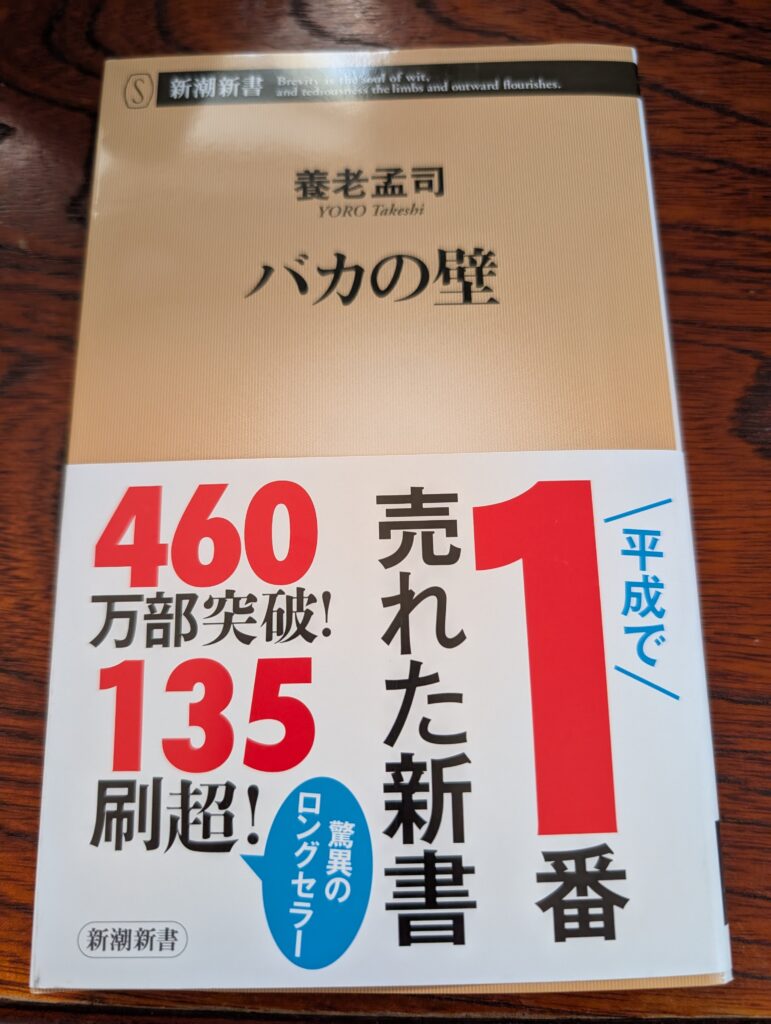 S 新潮新書
Brevity is the soul of wit,
and tediousness the limbs and outward flourishes.
養老孟司
YORO Takeshi
バカの壁
平成で
1番
売れた新書
460
万部突破!
135
刷超!
驚異の
ロングセラー
新潮新書